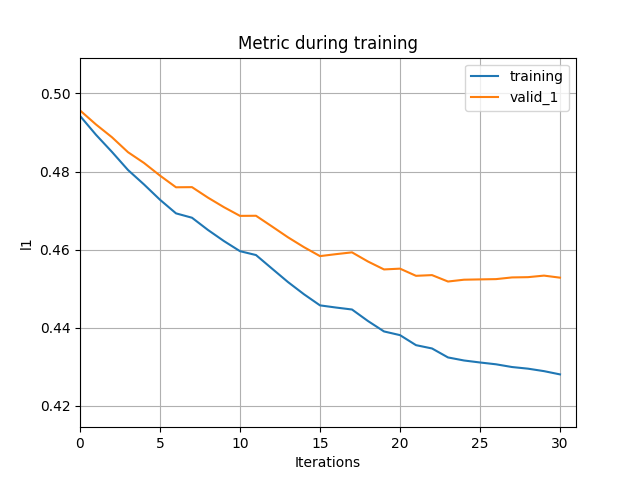 Metric during training
training
valid_1
l1
0.50
0.48
0.46
0.44
0.42
0 5 10 15 20 25 30
Iterations